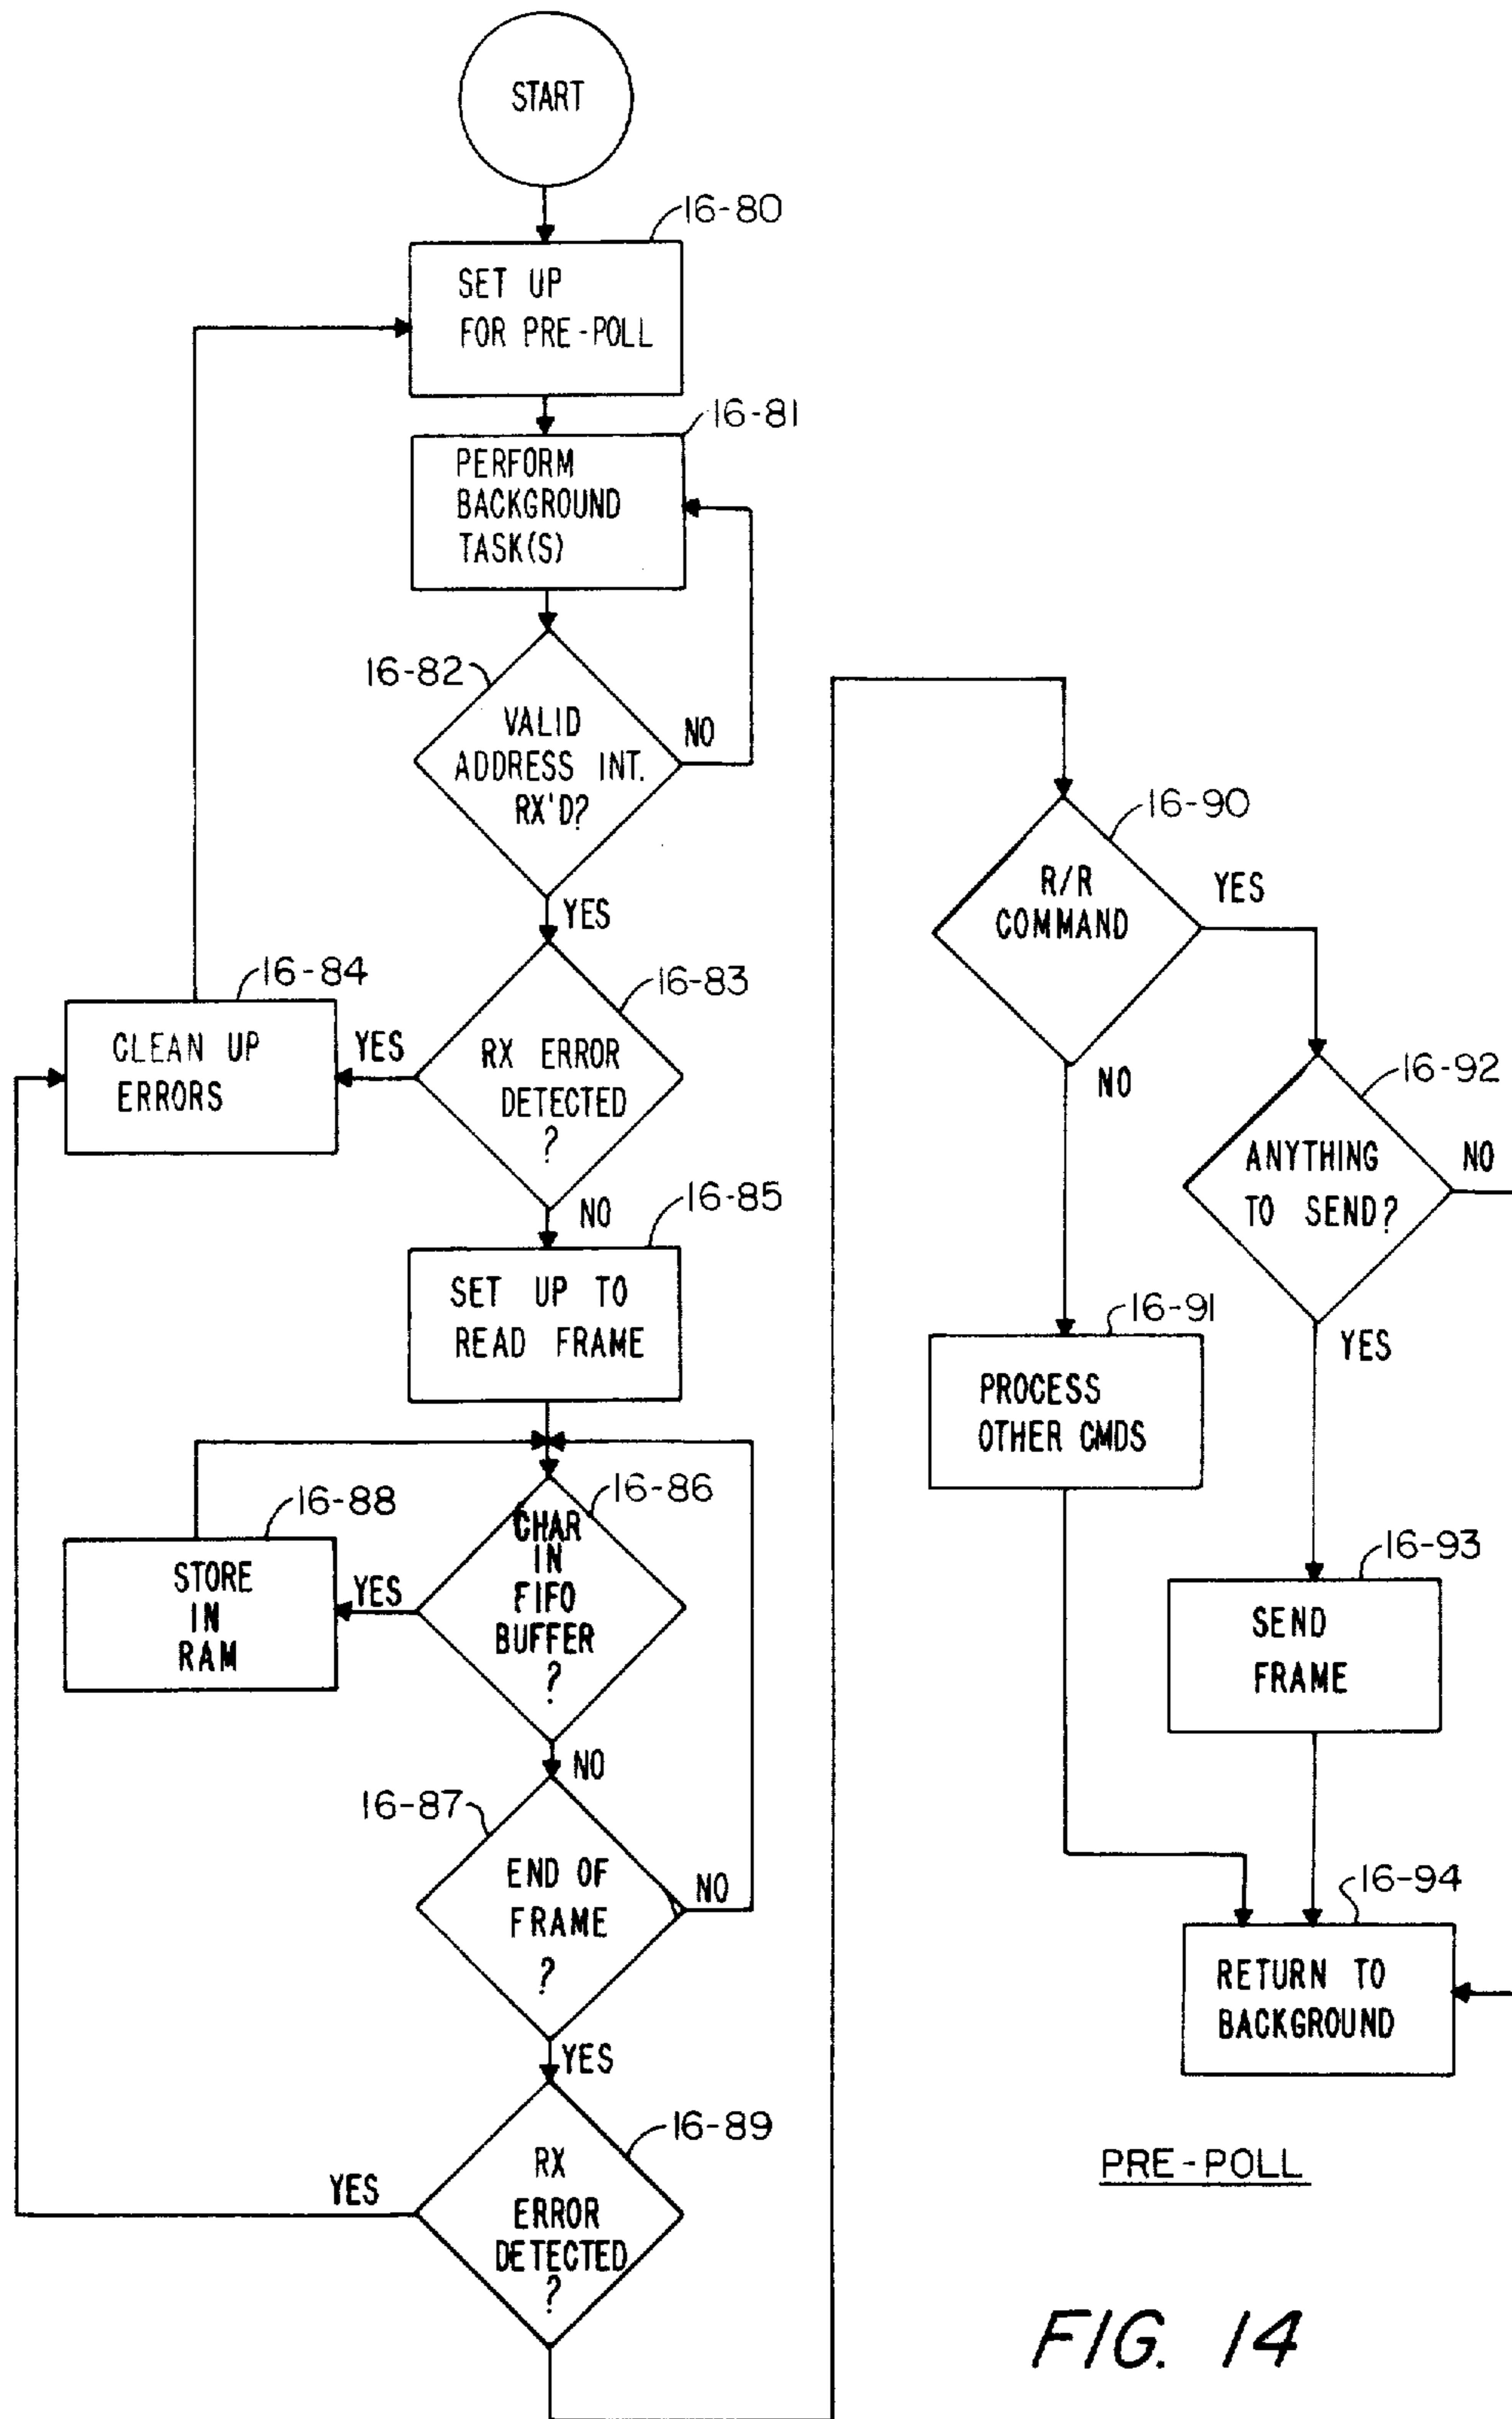 START
16-80
SET UP
FOR PRE-POLL
16-81
PERFORM
BACKGROUND
TASK(S)
16-82
VALID
ADDRESS INT.
RX'D?
NO
YES
16-83
RX ERROR
DETECTED
?
YES
16-84
CLEAN UP
ERRORS
NO
16-85
SET UP TO
READ FRAME
16-86
CHAR
IN
FIFO
BUFFER
?
YES
16-88
STORE
IN
RAM
NO
16-87
END OF
FRAME
?
NO
YES
16-89
RX
ERROR
DETECTED
?
YES
16-90
R/R
COMMAND
YES
NO
16-92
ANYTHING
TO SEND?
NO
YES
16-91
PROCESS
OTHER CMDS
16-93
SEND
FRAME
16-94
RETURN TO
BACKGROUND
PRE-POLL
FIG. 14